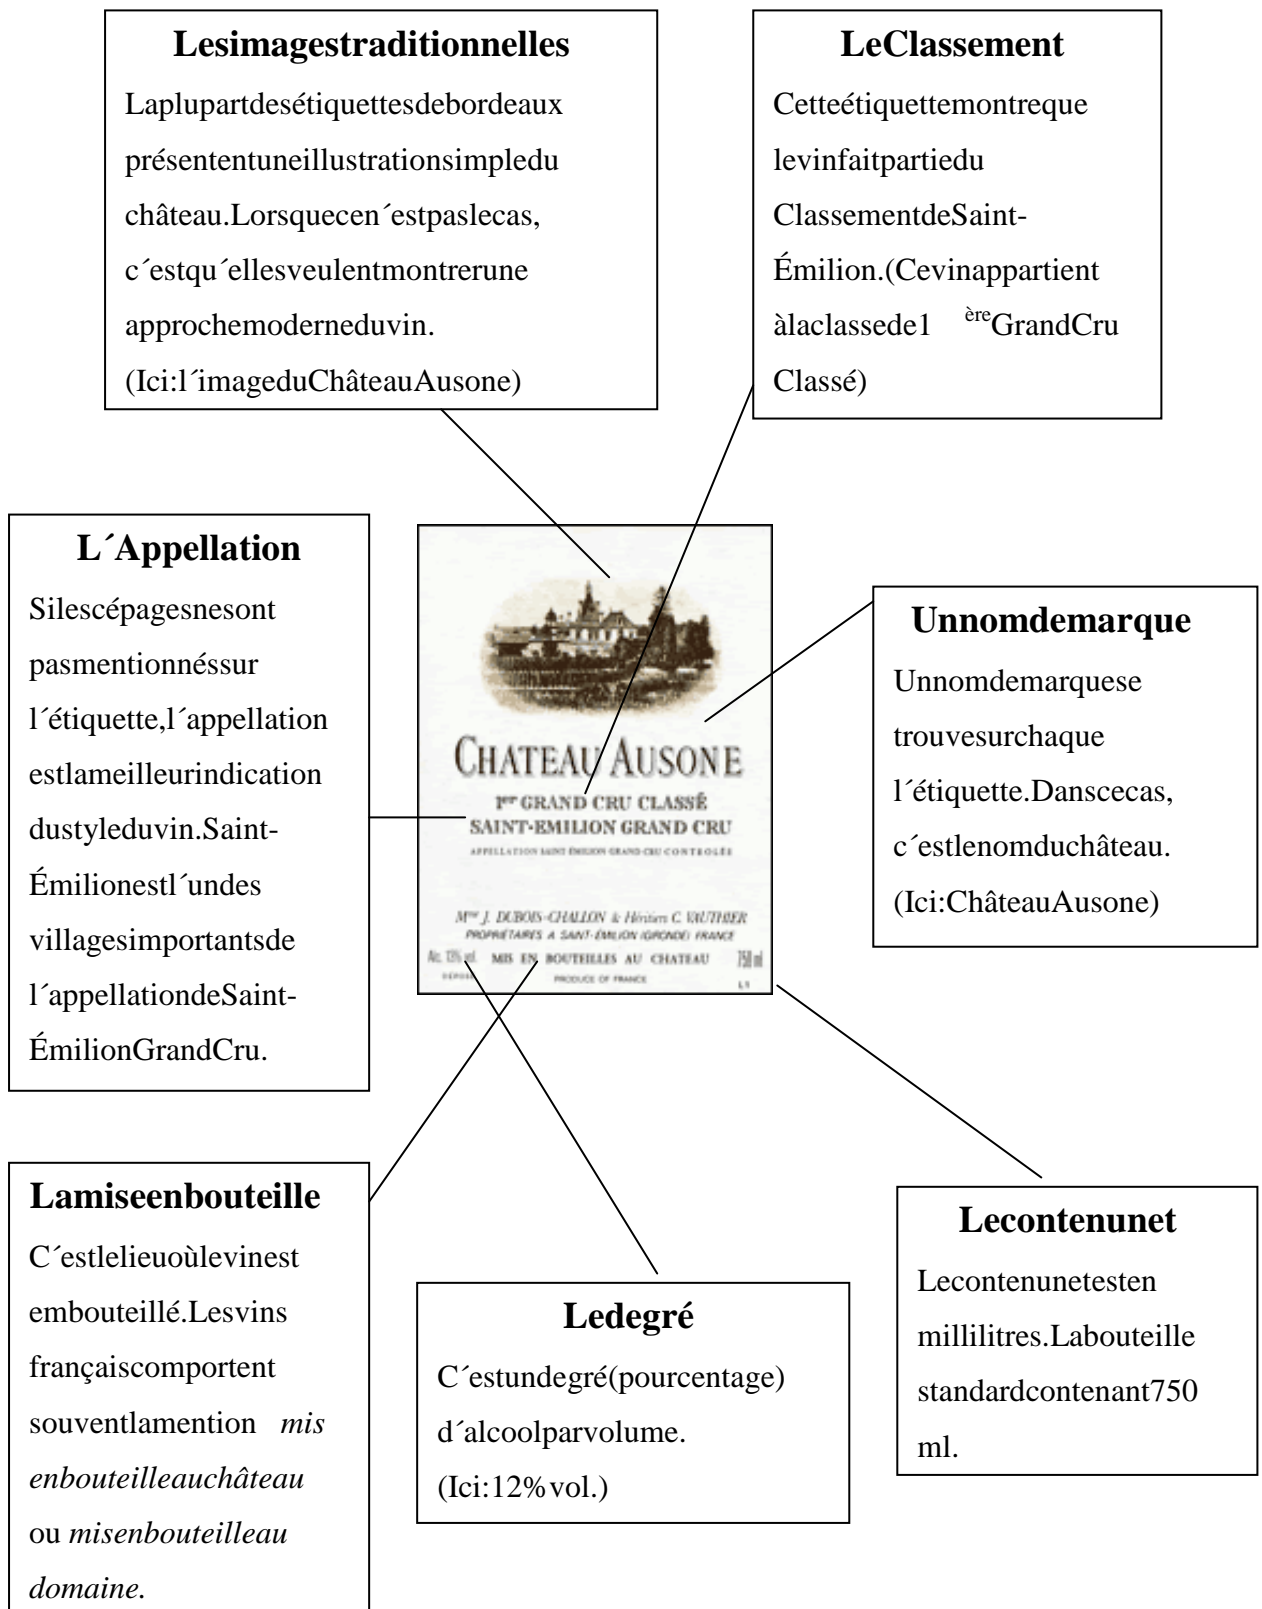 Lesimagestraditionnelles
Laplupartdesétiquettesdebordeaux
présententuneillustrationsimpledu
château.Lorsquecen´estpaslecas,
c´estqu´ellesveulentmontrerune
approchemoderneduvin.
(Ici:l´imageduChâteauAusone)
LeClassement
Cetteétiquettemontreque
levinfaitpartiedu
ClassementdeSaint-
Émilion.(Cevinappartient
àlaclassede1 èreGrandCru
Classé)
L´Appellation
Silescépagesnesont
pasmentionnéssur
l´étiquette,l´appellation
estlameilleurindication
dustyleduvin.Saint-
Émilionestl´undes
villagesimportantsde
l´appellationdeSaint-
ÉmilionGrandCru.
CHATEAU AUSONE
1er GRAND CRU CLASSÉ
SAINT-EMILION GRAND CRU
APPELLATION SAINT ÉMILION GRAND CRU CONTROLÉE
Mme J. DUBOIS-CHALLON & Héritiers C. VAUTHIER
PROPRIÉTAIRES A SAINT-ÉMILION (GIRONDE) FRANCE
Alc. 13% vol. MIS EN BOUTEILLES AU CHATEAU 750 ml
DÉPOSÉ PRODUCE OF FRANCE
Unnomdemarque
Unnomdemarquese
trouvesurchaque
l´étiquette.Danscecas,
c´estlenomduchâteau.
(Ici:ChâteauAusone)
Lamiseenbouteille
C´estlelieuoùlevinest
embouteillé.Lesvins
françaiscomportent
souventlamention mis
enbouteilleauchâteau
ou misenbouteilleau
domaine.
Ledegré
C´estundegré(pourcentage)
d´alcoolparvolume.
(Ici:12%vol.)
Lecontenunet
Lecontenunetesten
millilitres.Labouteille
standardcontenant750
ml.